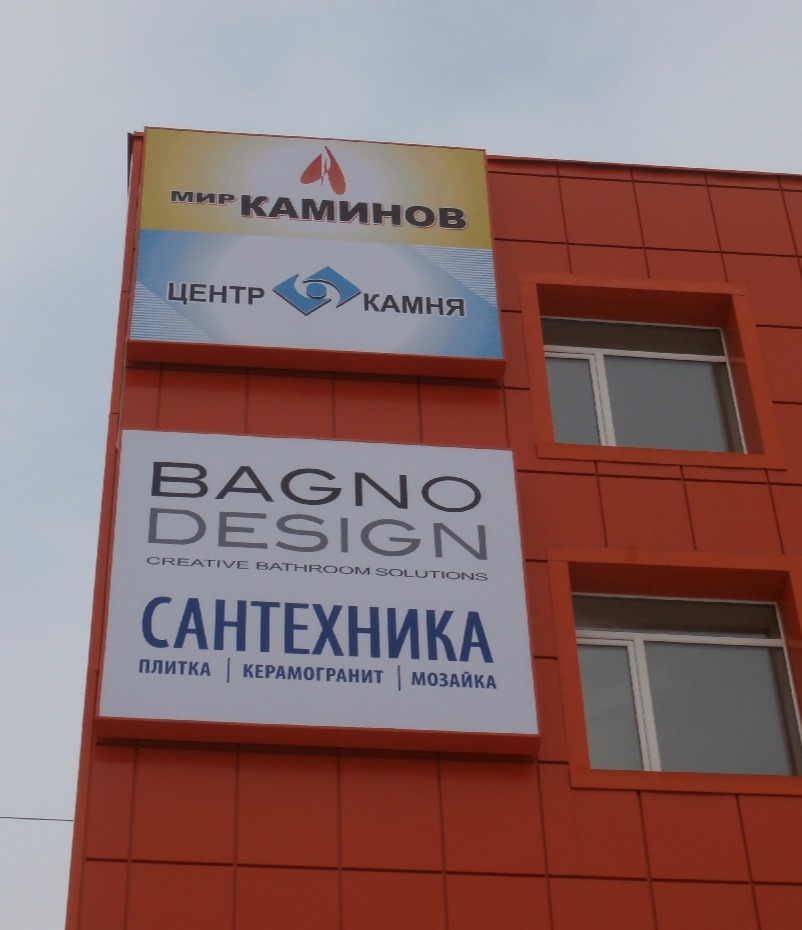 МИР КАМИНОВ
ЦЕНТР КАМНЯ
BAGNO
DESIGN
CREATIVE BATHROOM SOLUTIONS
САНТЕХНИКА
ПЛИТКА | КЕРАМОГРАНИТ | МОЗАЙКА